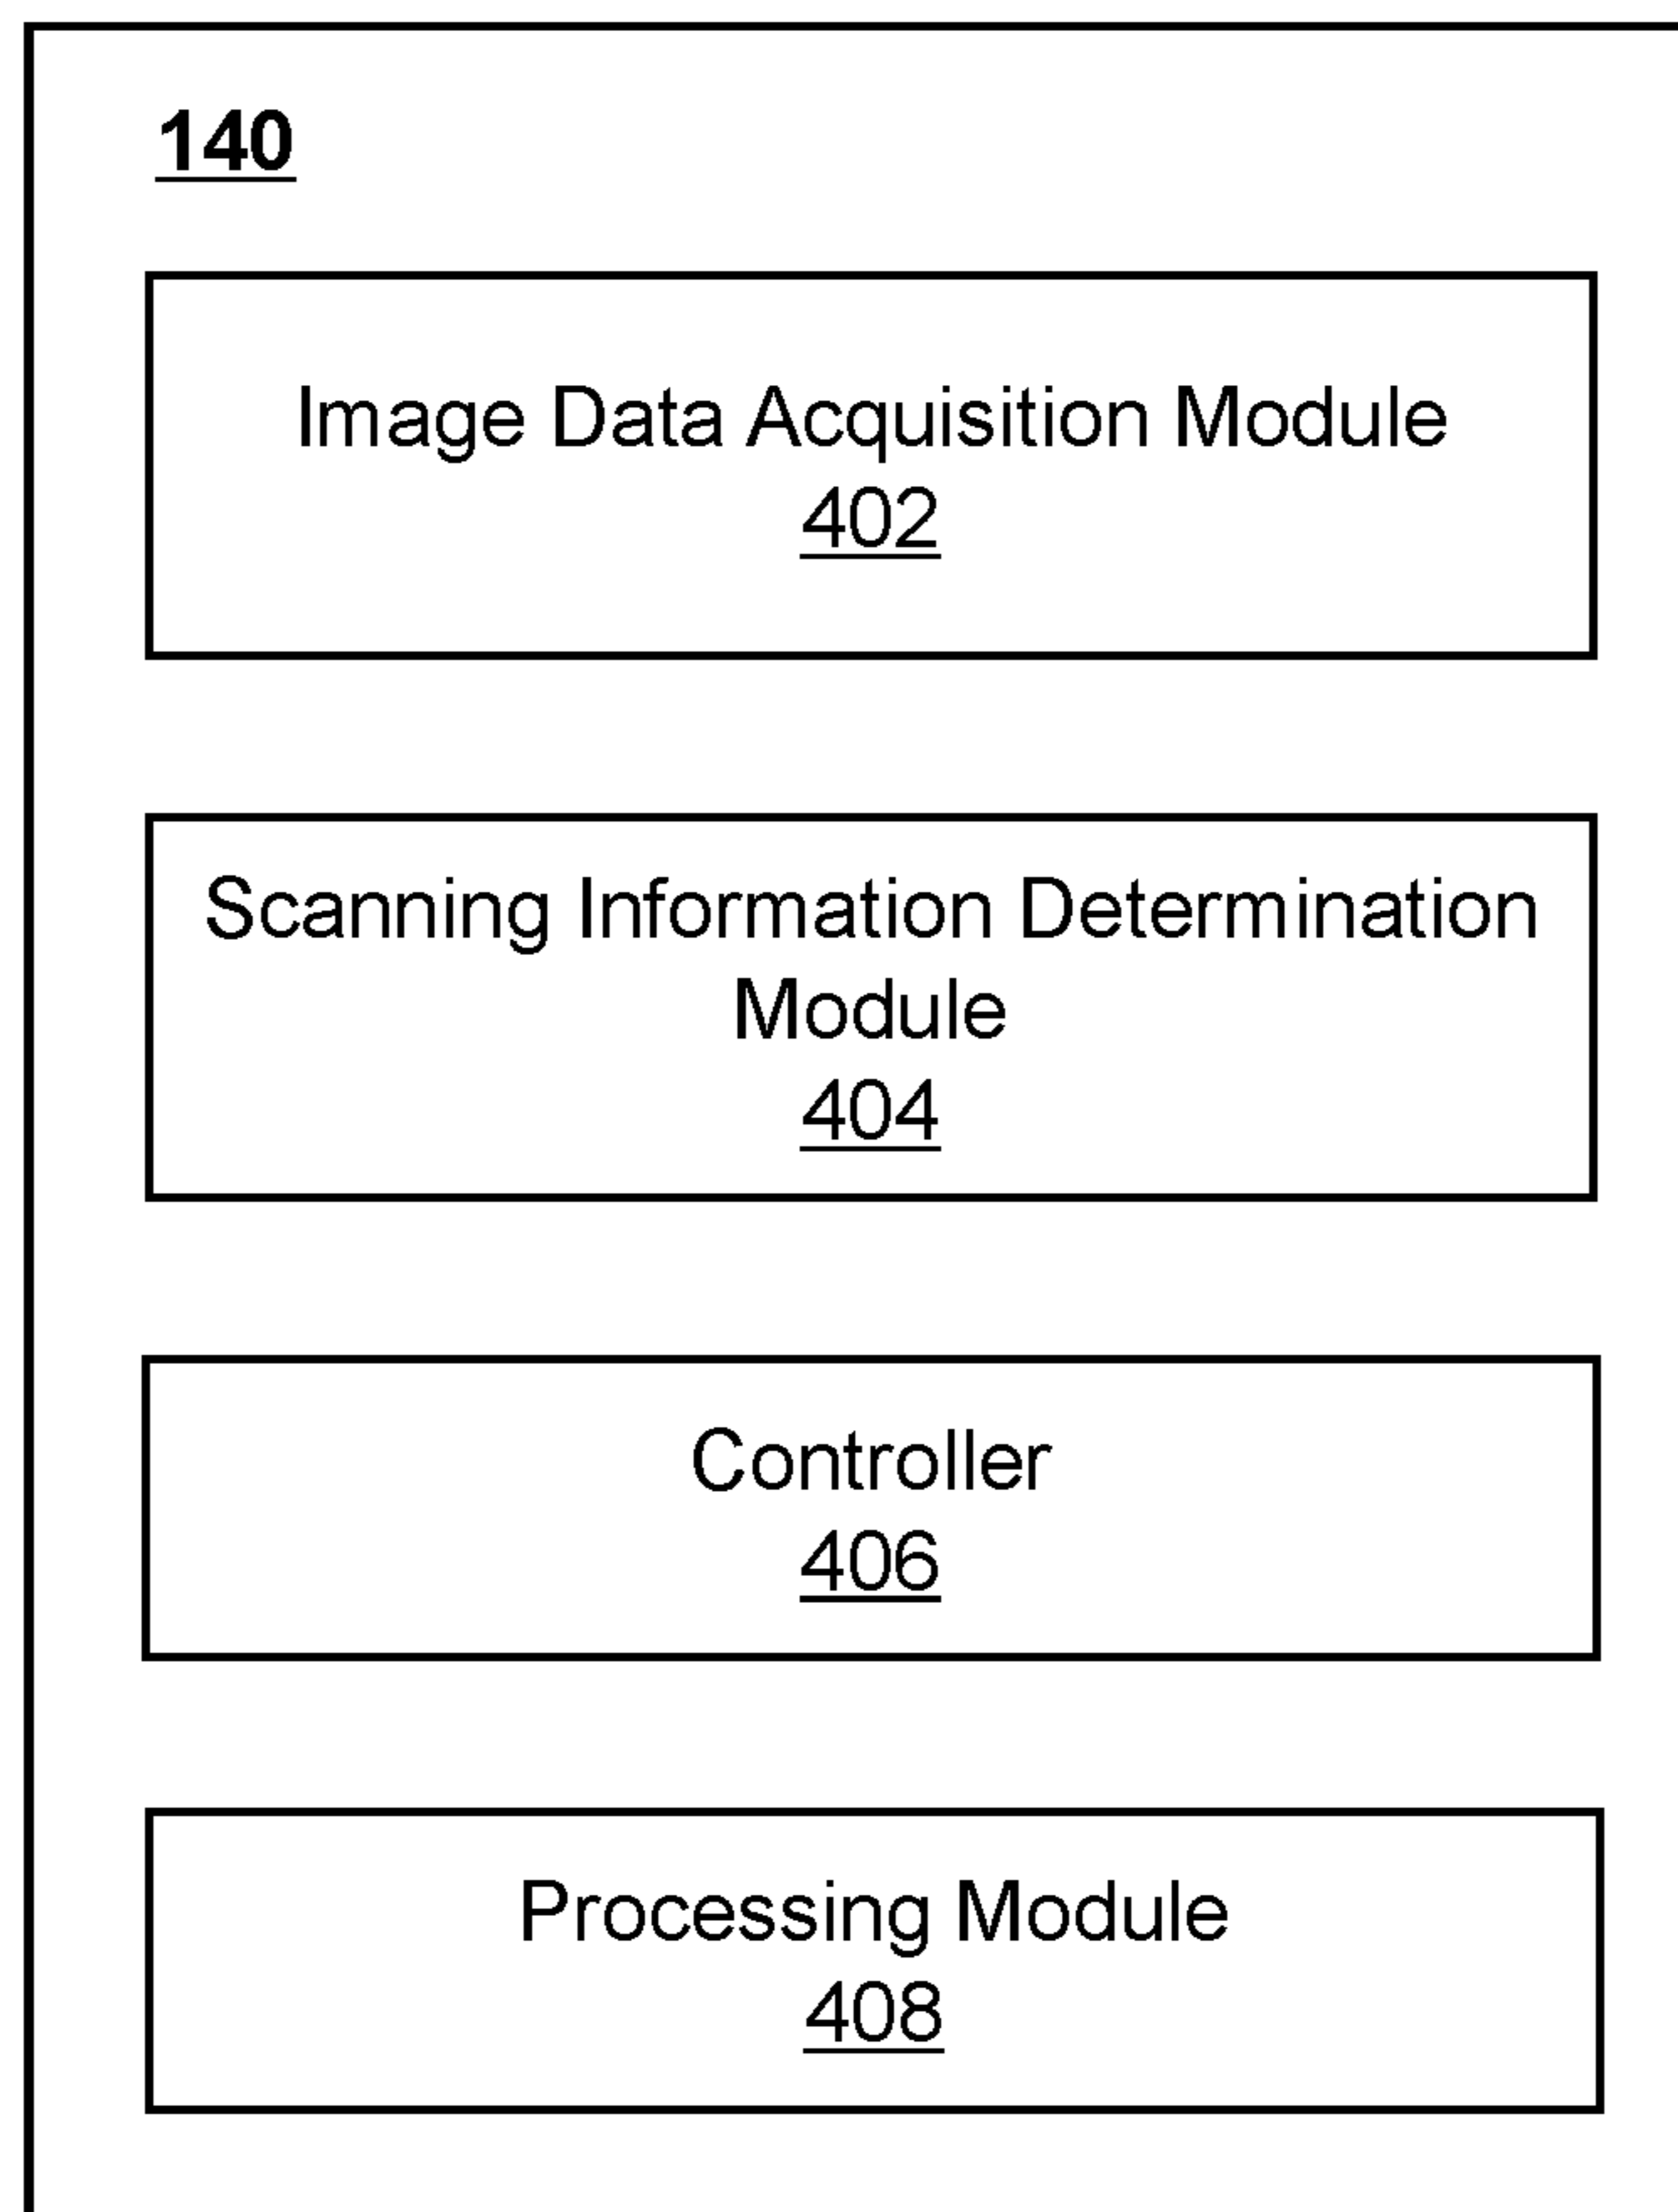 140
Image Data Acquisition Module
402
Scanning Information Determination
Module
404
Controller
406
Processing Module
408